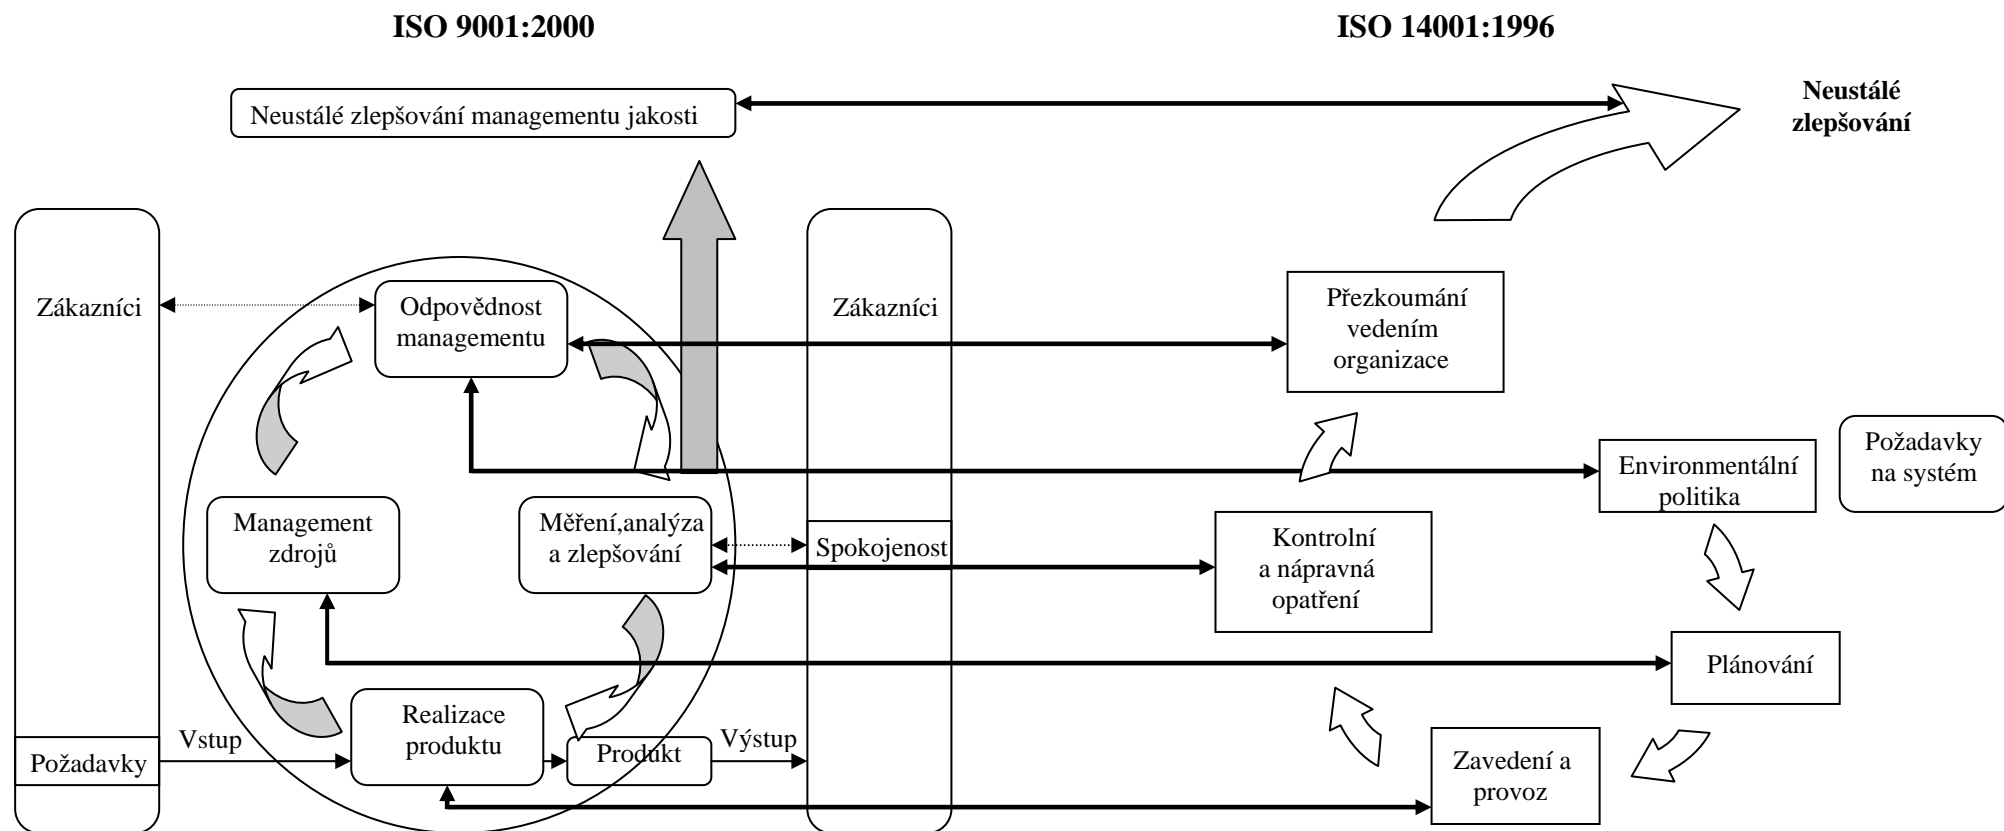 ISO 9001:2000
ISO 14001:1996
Neustálé zlepšování managementu jakosti
Neustálé
zlepšování
Zákazníci
Odpovědnost
managementu
Zákazníci
Přezkoumání
vedením
organizace
Environmentální
politika
Požadavky
na systém
Management
zdrojů
Měření,analýza
a zlepšování
Spokojenost
Kontrolní
a nápravná
opatření
Plánování
Požadavky
Vstup
Realizace
produktu
Produkt
Výstup
Zavedení a
provoz